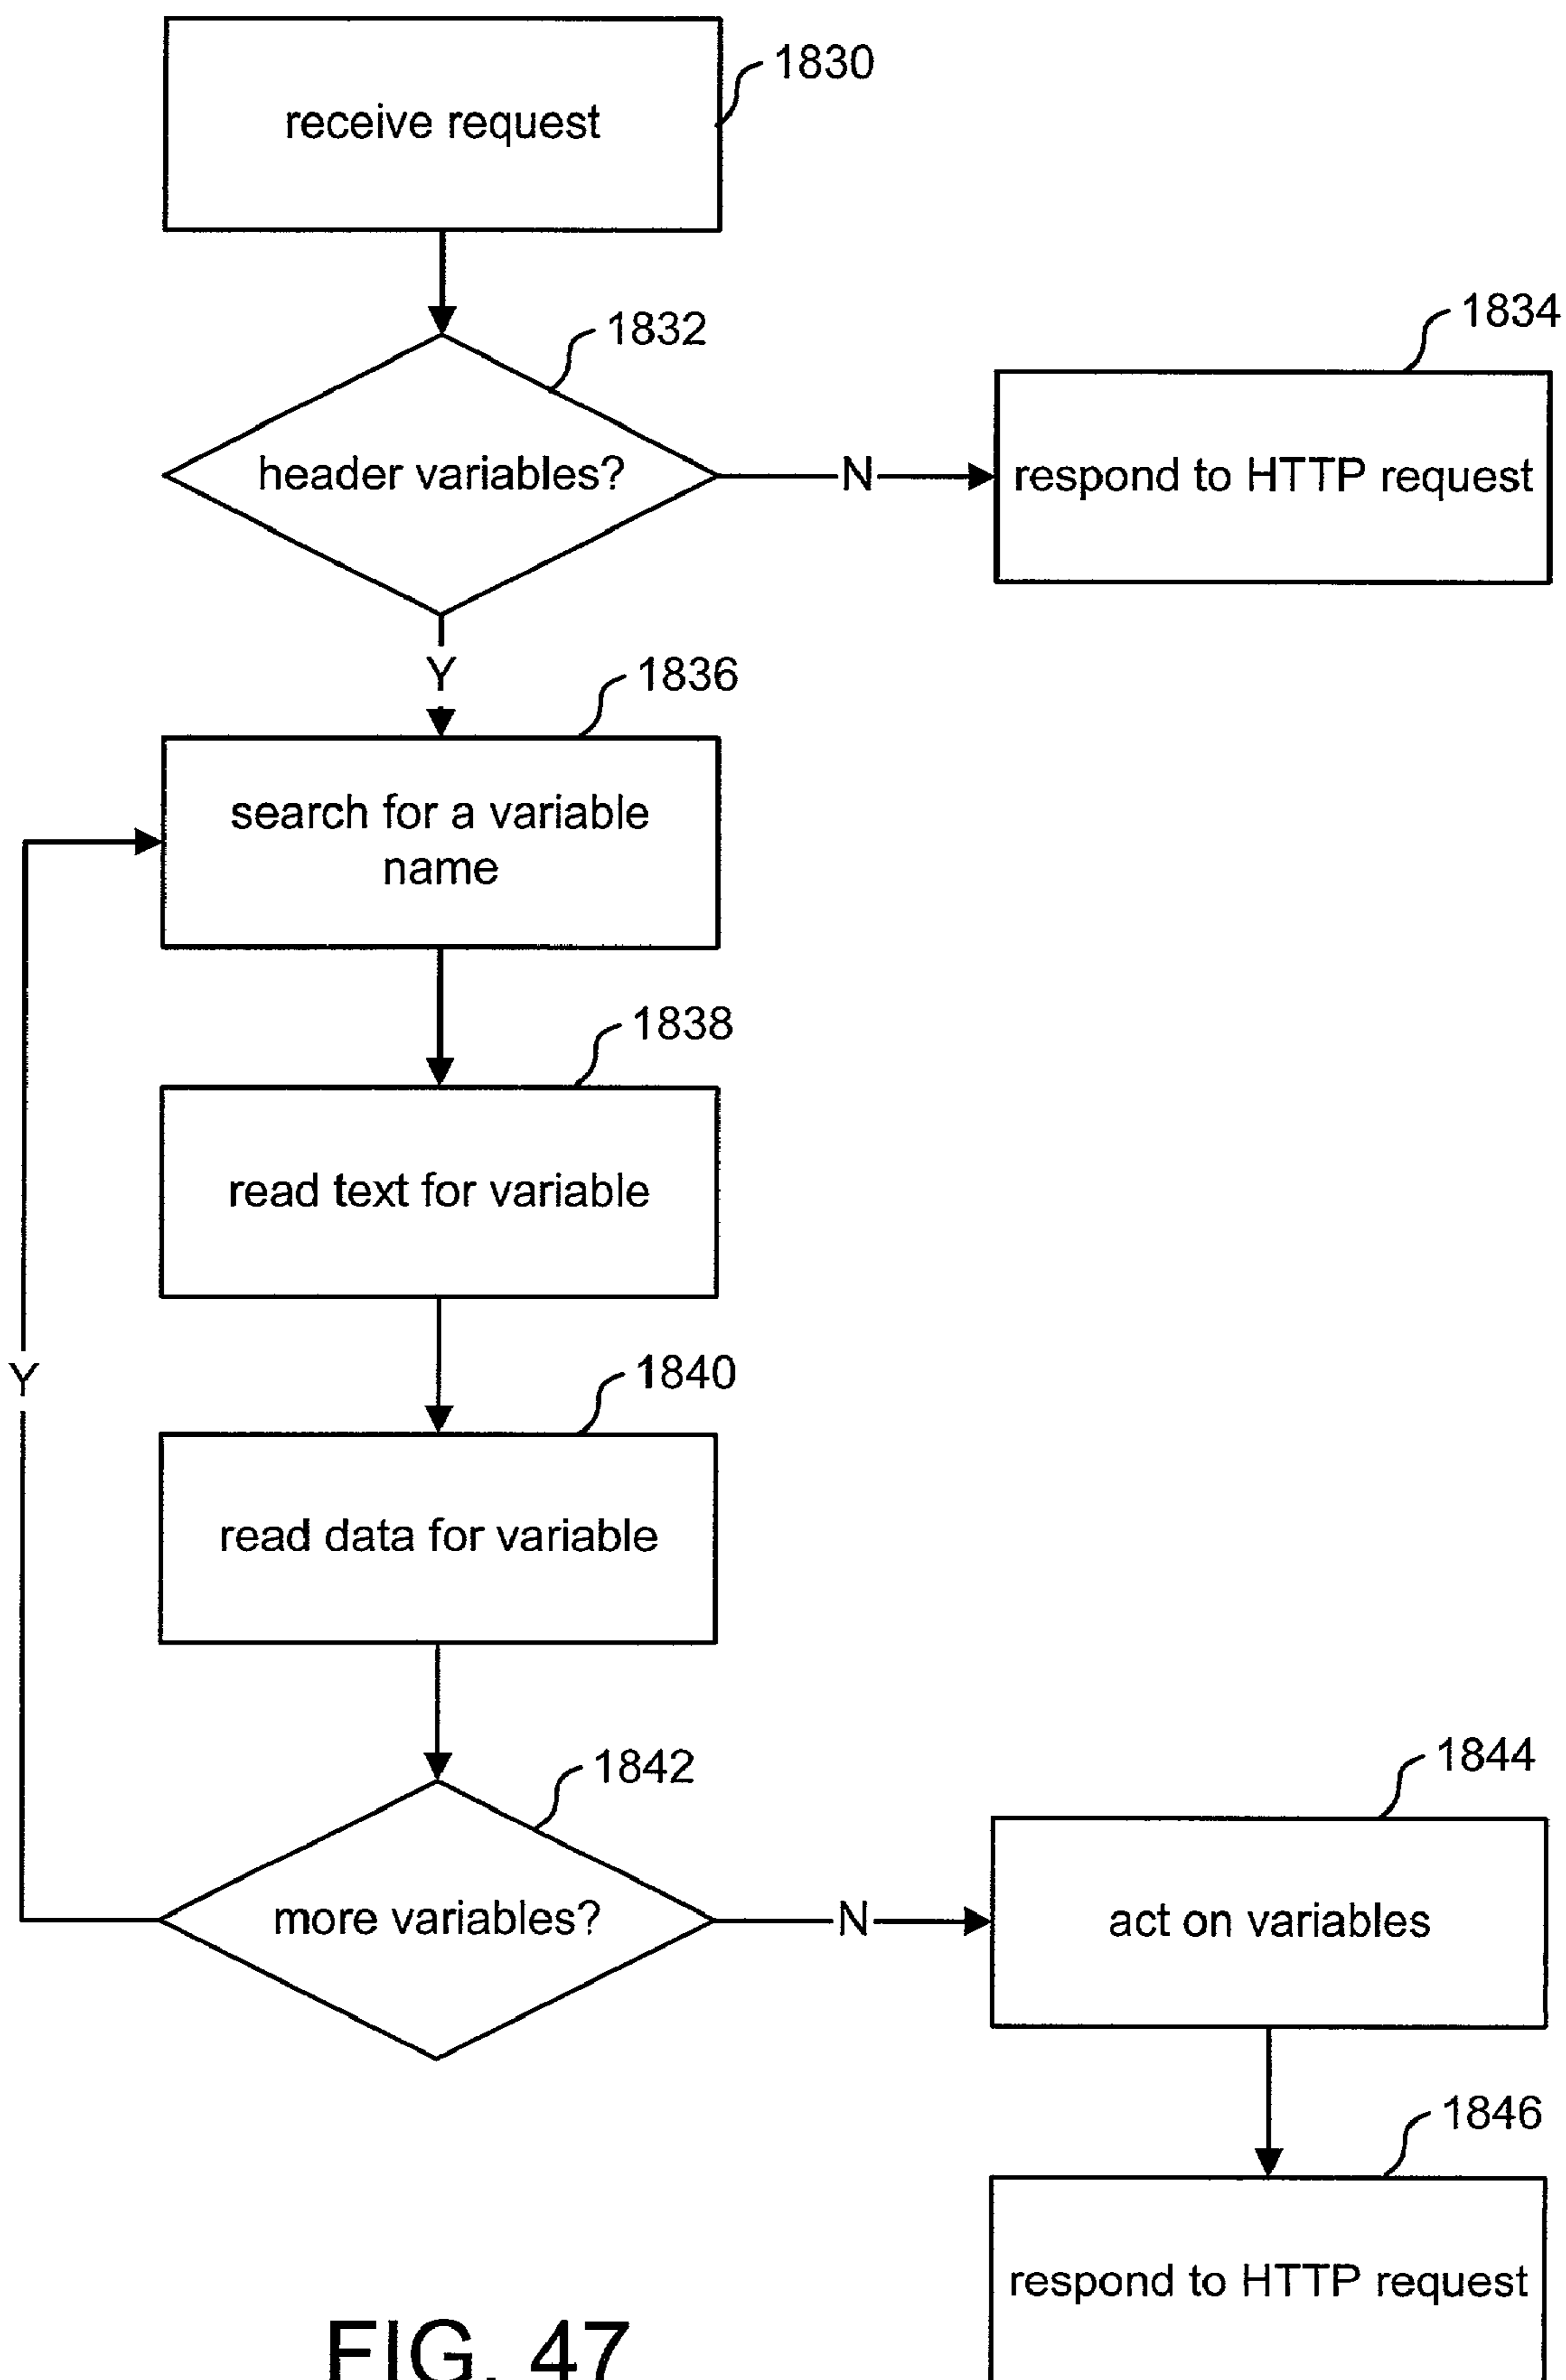 receive request
1830
1832
header variables?
N
1834
respond to HTTP request
Y
1836
search for a variable
name
1838
read text for variable
Y
1840
read data for variable
1842
more variables?
N
1844
act on variables
1846
respond to HTTP request
FIG. 47